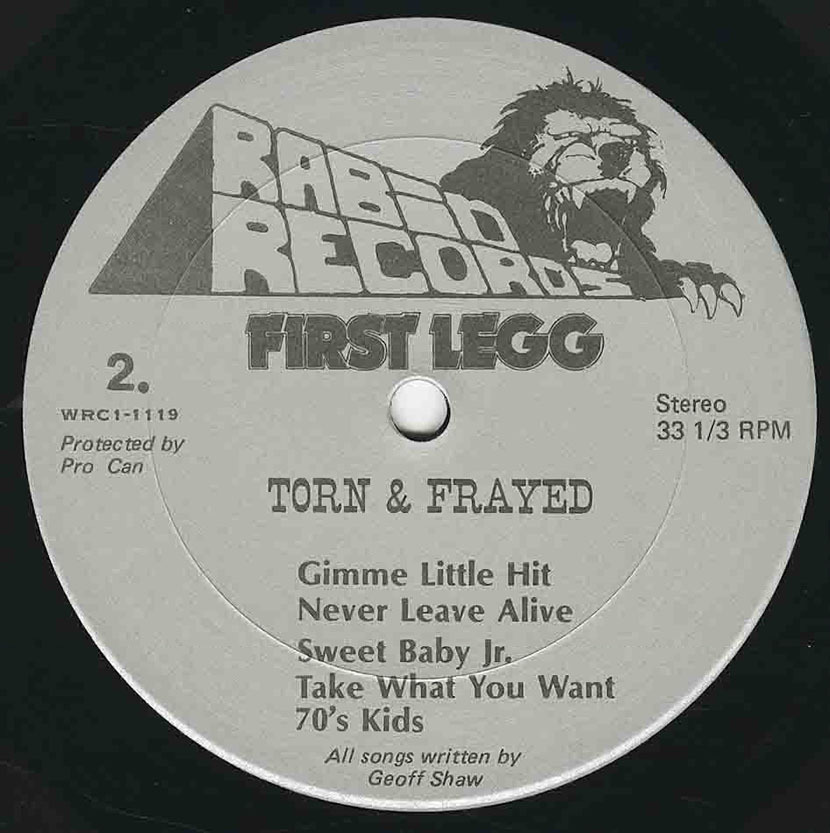 RABID
RECORDS
FIRST LEGG
2.
WRC1-1119
Protected by
Pro Can
Stereo
33 1/3 RPM
TORN & FRAYED
Gimme Little Hit
Never Leave Alive
Sweet Baby Jr.
Take What You Want
70's Kids
All songs written by
Geoff Shaw